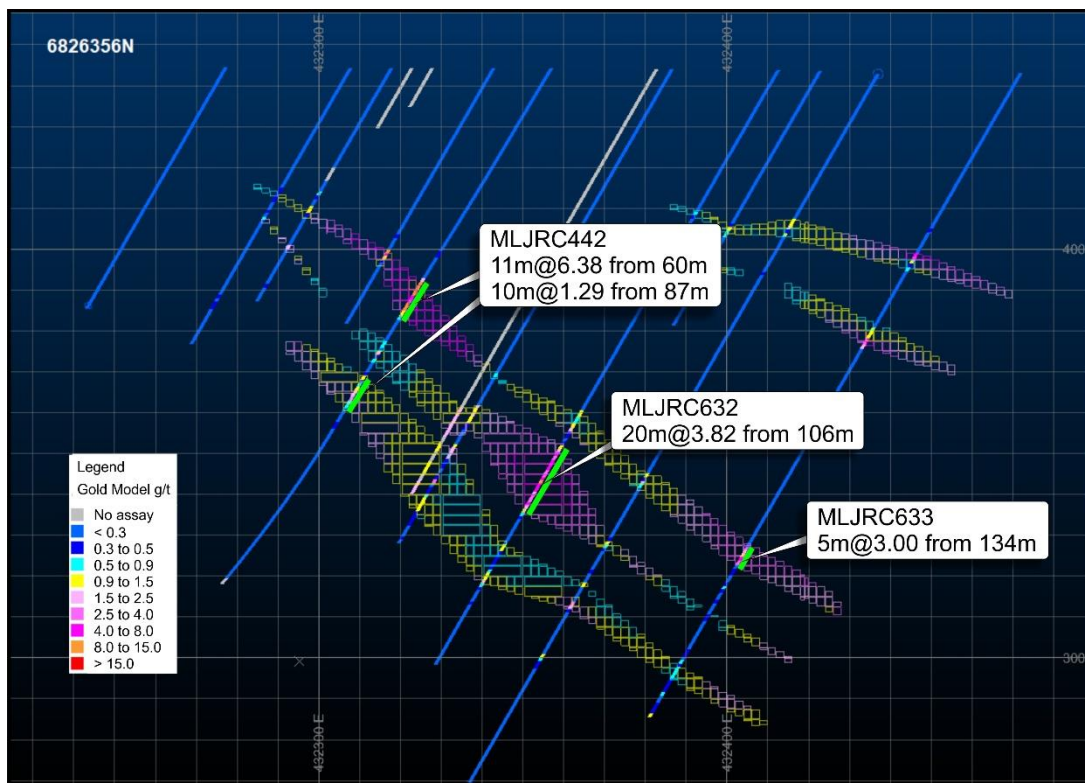 6826356N
432300 E
432400 E
MLJRC442
11m@6.38 from 60m
10m@1.29 from 87m
400
MLJRC632
20m@3.82 from 106m
Legend
Gold Model g/t
No assay
< 0.3
0.3 to 0.5
0.5 to 0.9
0.9 to 1.5
1.5 to 2.5
2.5 to 4.0
4.0 to 8.0
8.0 to 15.0
> 15.0
MLJRC633
5m@3.00 from 134m
300
432300 E
432400 E